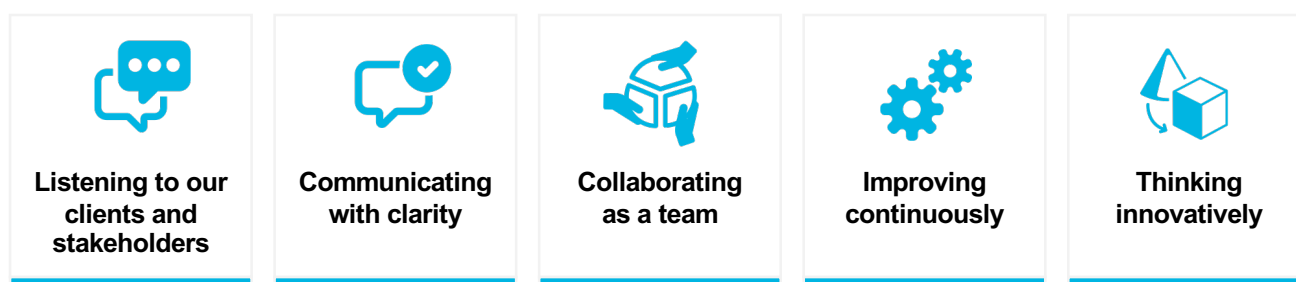 Listening to our
clients and
stakeholders
Communicating
with clarity
Collaborating
as a team
Improving
continuously
Thinking
innovatively